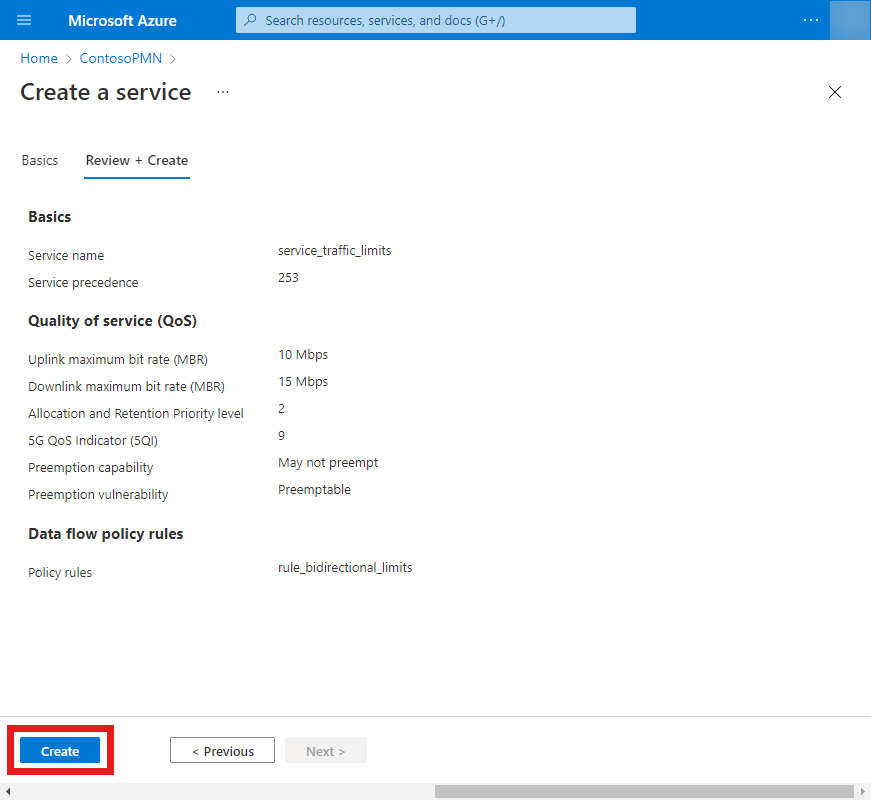 Microsoft Azure
Search resources, services, and docs (G+/)
...
Home > ContosoPMN >
Create a service ...
Basics
Review + Create
Basics
Service name service_traffic_limits
Service precedence 253
Quality of service (QoS)
Uplink maximum bit rate (MBR) 10 Mbps
Downlink maximum bit rate (MBR) 15 Mbps
Allocation and Retention Priority level 2
5G QoS Indicator (5QI) 9
Preemption capability May not preempt
Preemption vulnerability Preemptable
Data flow policy rules
Policy rules rule_bidirectional_limits
Create
< Previous
Next >